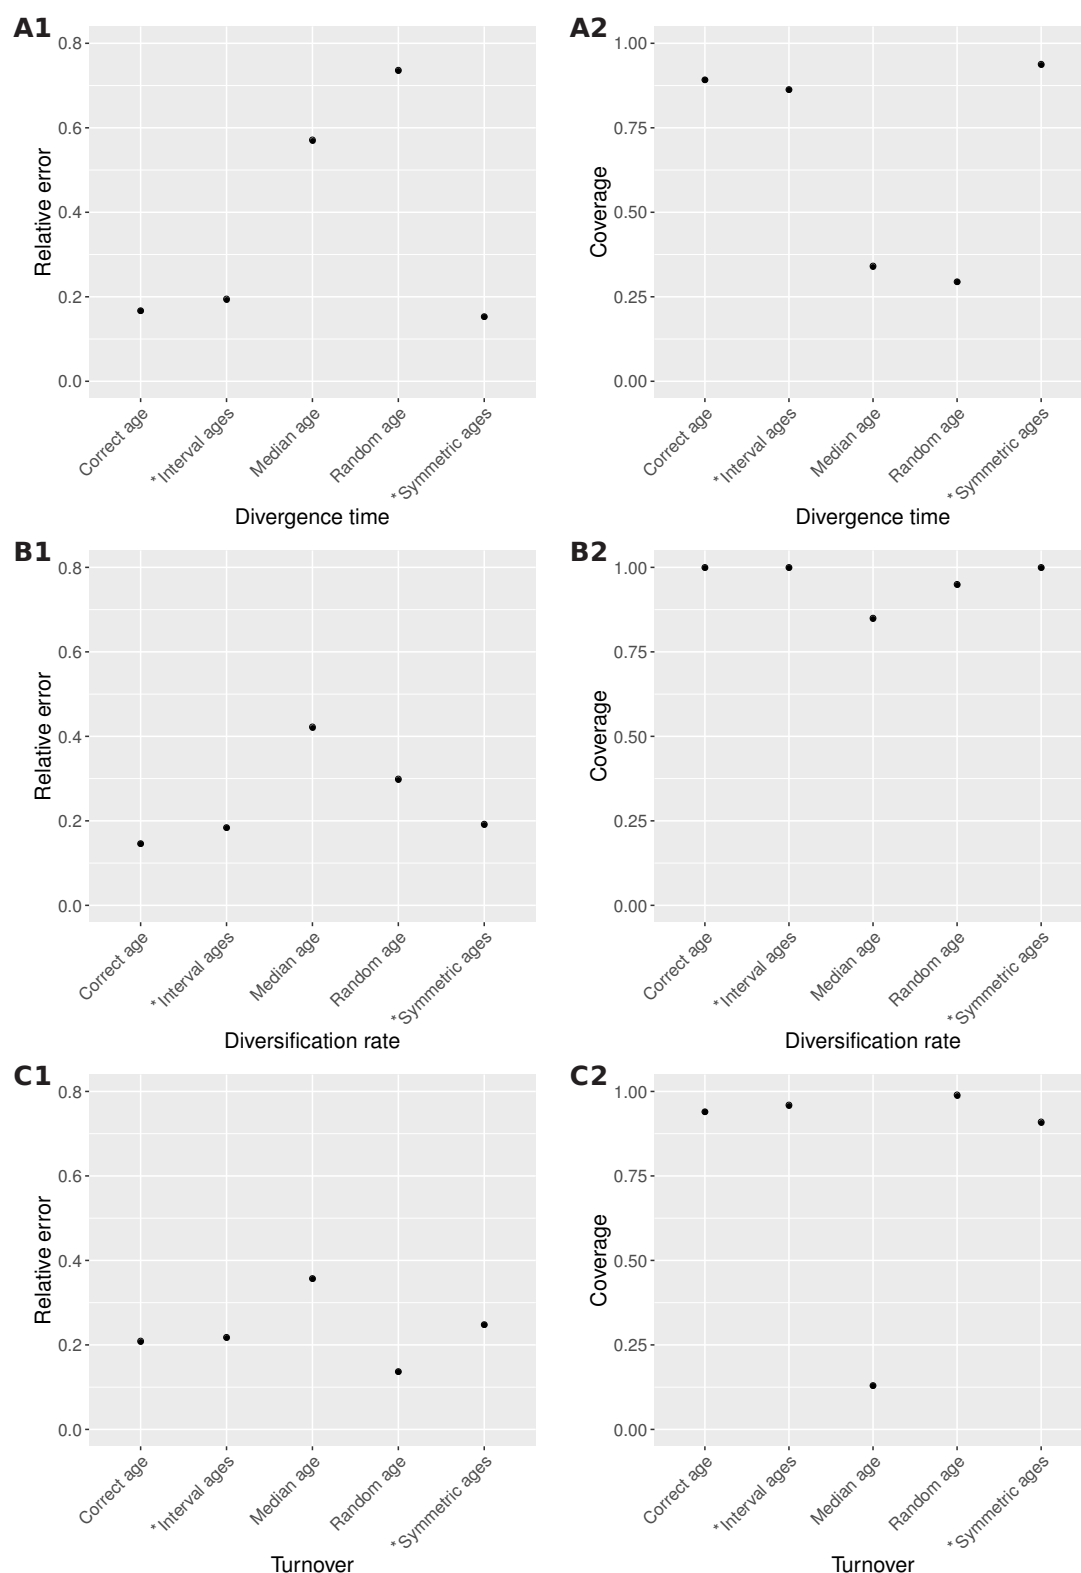 A1
0.8
0.6
0.4
0.2
0.0
Relative error
Correct age
*Interval ages
Median age
Random age
*Symmetric ages
Divergence time
A2
1.00
0.75
0.50
0.25
0.00
Coverage
Correct age
*Interval ages
Median age
Random age
*Symmetric ages
Divergence time
B1
0.8
0.6
0.4
0.2
0.0
Relative error
Correct age
*Interval ages
Median age
Random age
*Symmetric ages
Diversification rate
B2
1.00
0.75
0.50
0.25
0.00
Coverage
Correct age
*Interval ages
Median age
Random age
*Symmetric ages
Diversification rate
C1
0.8
0.6
0.4
0.2
0.0
Relative error
Correct age
*Interval ages
Median age
Random age
*Symmetric ages
Turnover
C2
1.00
0.75
0.50
0.25
0.00
Coverage
Correct age
*Interval ages
Median age
Random age
*Symmetric ages
Turnover